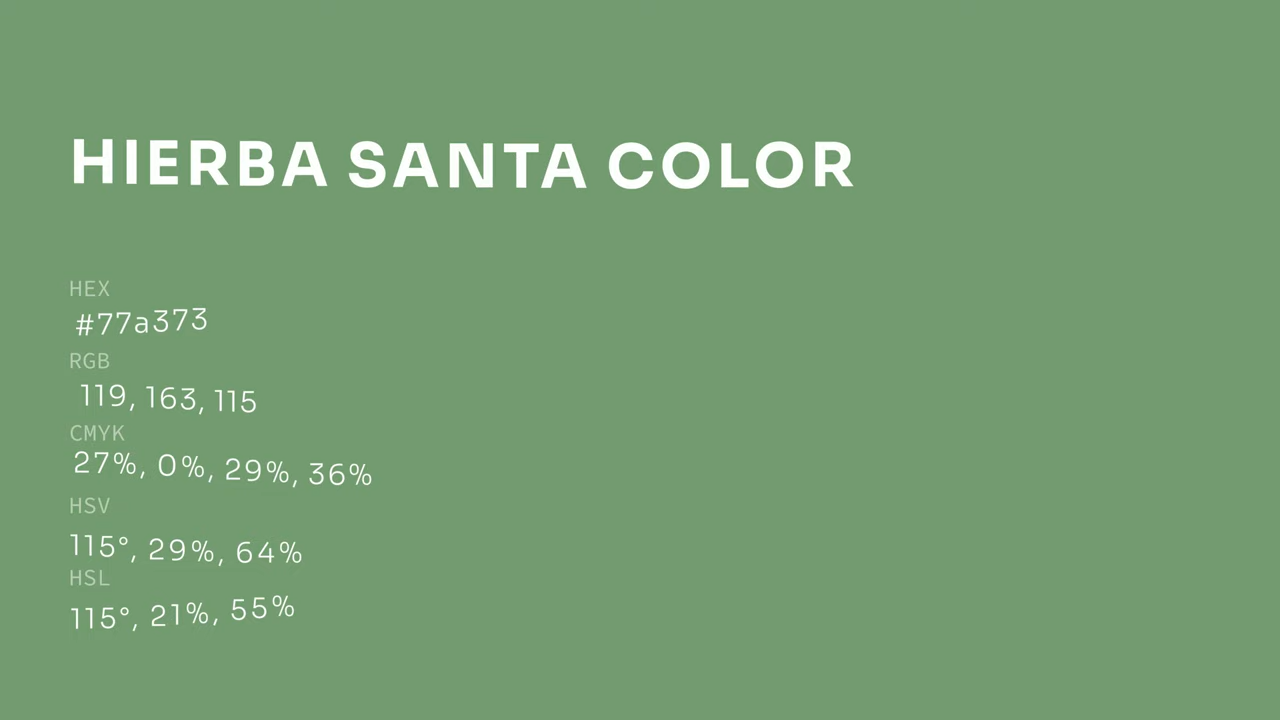 HIERBA SANTA COLOR
HEX
#77a373
RGB
119, 163, 115
CMYK
27%, 0%, 29%, 36%
HSV
115°, 29%, 64%
HSL
115°, 21%, 55%